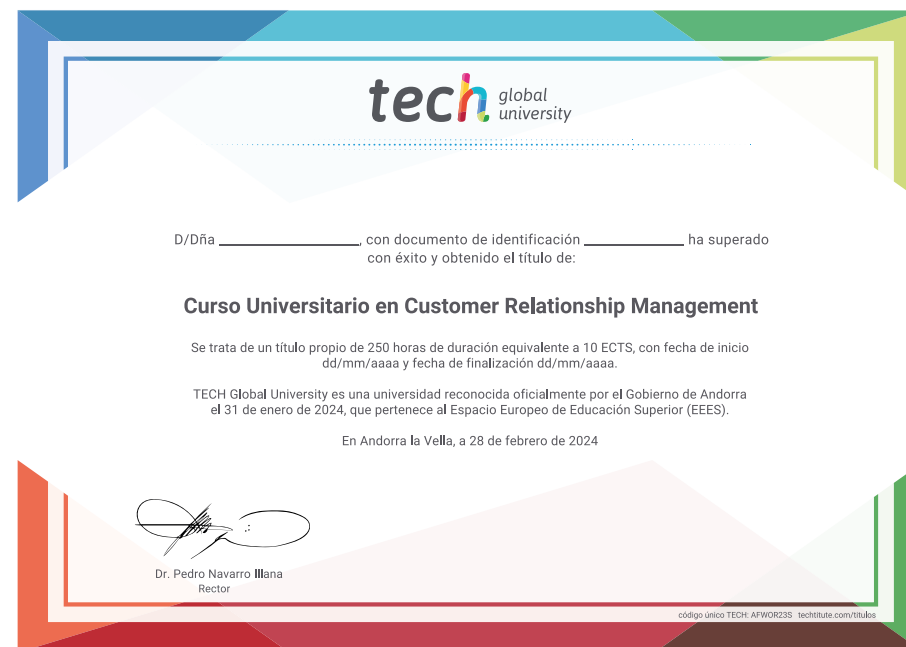 tech global university
D/Dña ____________________, con documento de identificación ______________ ha superado
con éxito y obtenido el título de:
Curso Universitario en Customer Relationship Management
Se trata de un título propio de 250 horas de duración equivalente a 10 ECTS, con fecha de inicio
dd/mm/aaaa y fecha de finalización dd/mm/aaaa.
TECH Global University es una universidad reconocida oficialmente por el Gobierno de Andorra
el 31 de enero de 2024, que pertenece al Espacio Europeo de Educación Superior (EEES).
En Andorra la Vella, a 28 de febrero de 2024
Dr. Pedro Navarro Illana
Rector
código único TECH: AFWOR23S techtitute.com/titulos